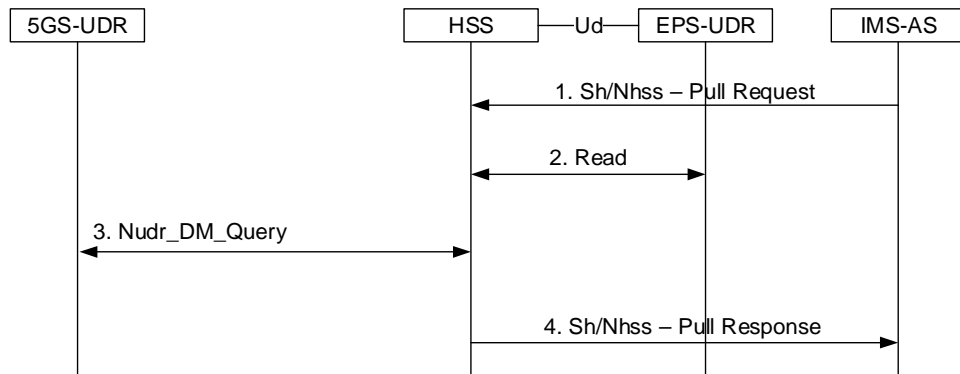 5GS-UDR
HSS
Ud
EPS-UDR
IMS-AS
1. Sh/Nhss – Pull Request
2. Read
3. Nudr_DM_Query
4. Sh/Nhss – Pull Response